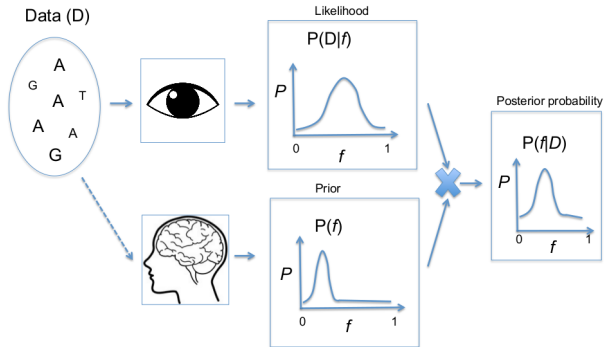 Data (D)
A
G
A
T
A
A
G
Likelihood
P(D|f)
P
0
1
f
Prior
P(f)
P
0
1
f
Posterior probability
P(f|D)
P
0
1
f